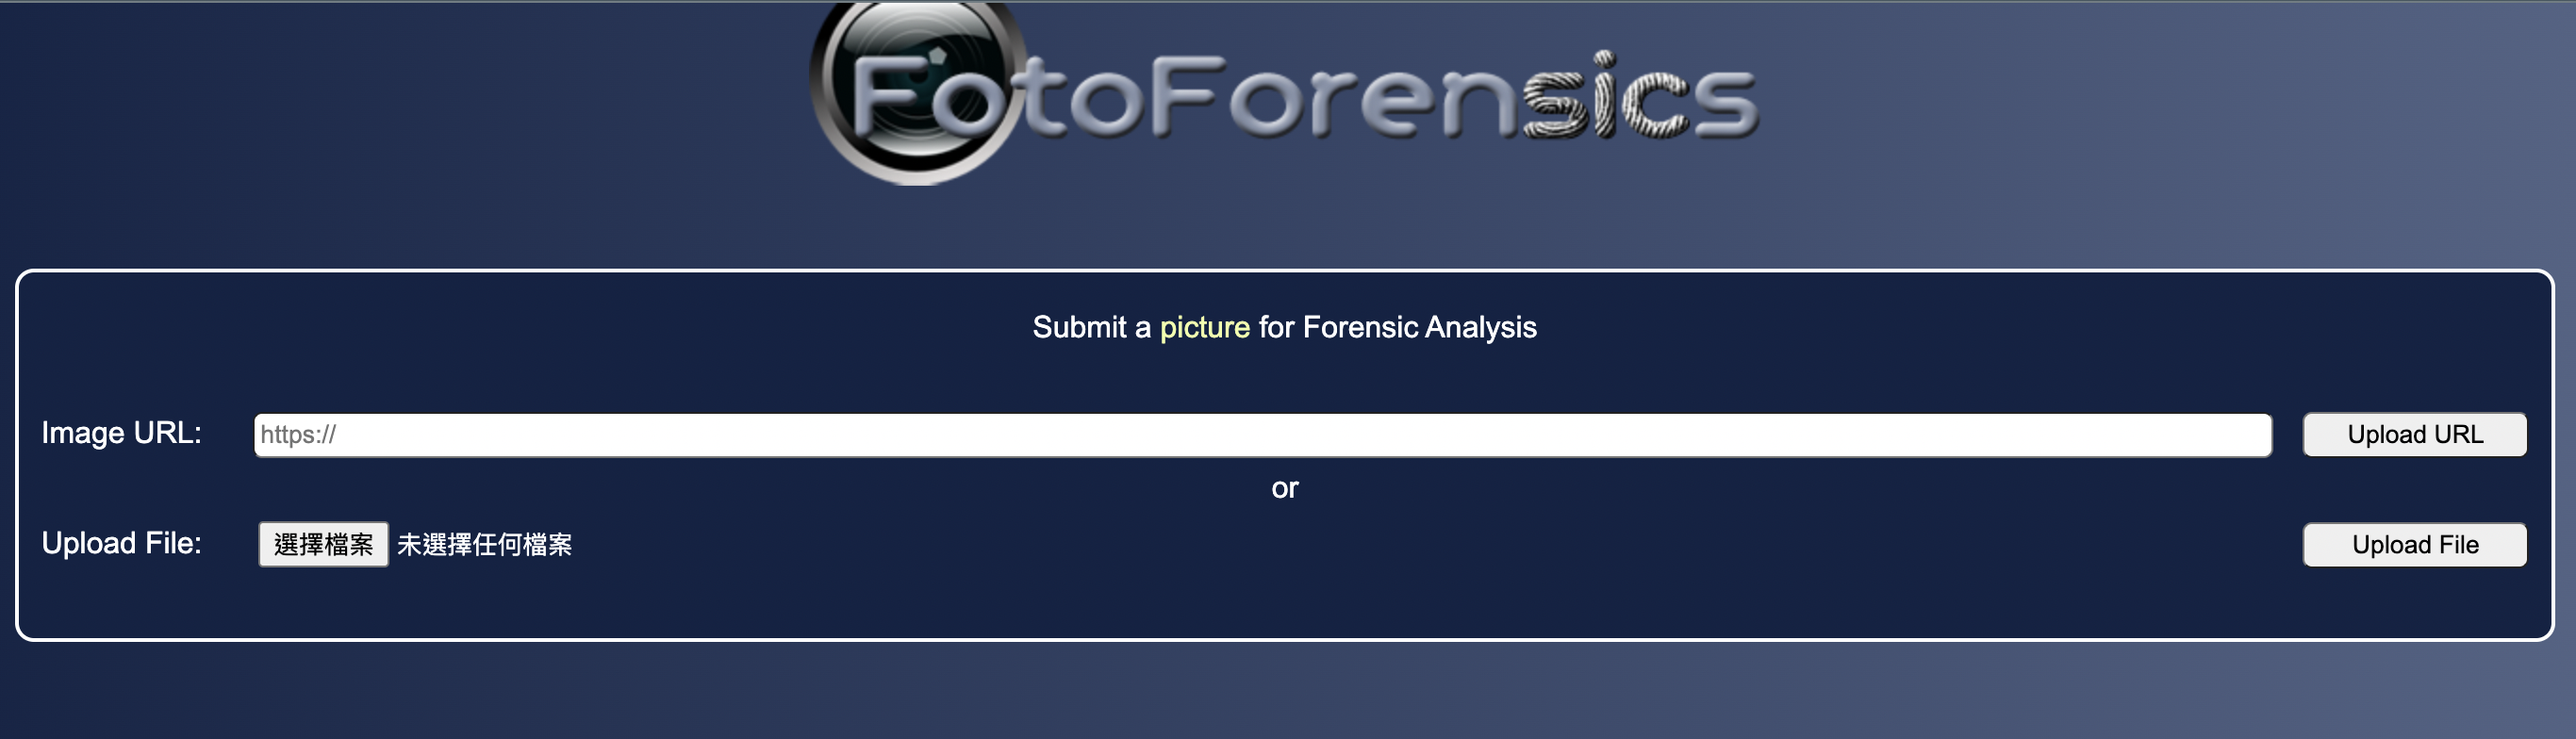 FotoForensics
Submit a picture for Forensic Analysis
Image URL: https:// Upload URL
or
Upload File: 選擇檔案 未選擇任何檔案 Upload File